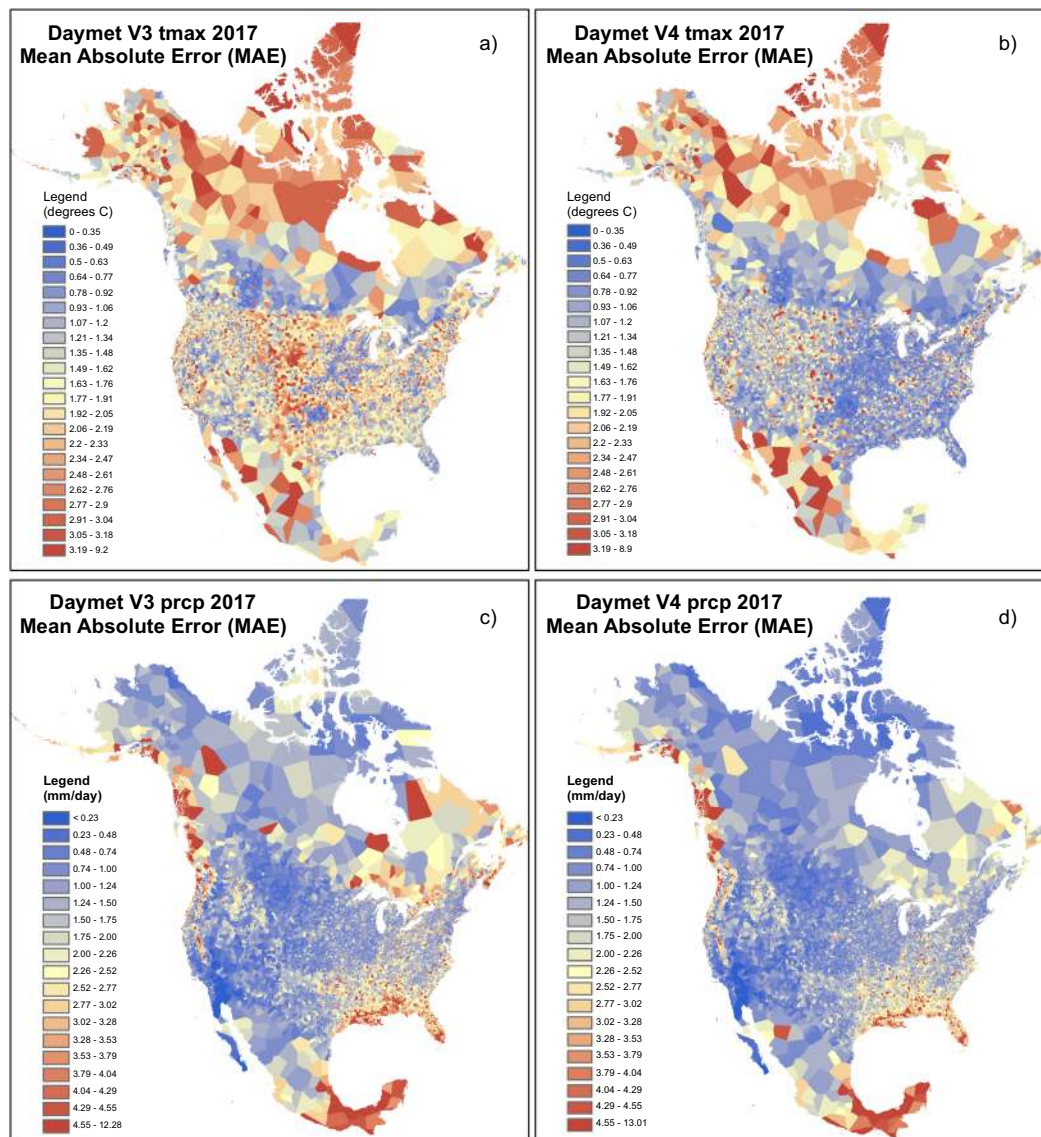 Daymet V3 tmax 2017
Mean Absolute Error (MAE)
a)
Legend
(degrees C)
0 - 0.35
0.36 - 0.49
0.5 - 0.63
0.64 - 0.77
0.78 - 0.92
0.93 - 1.06
1.07 - 1.2
1.21 - 1.34
1.35 - 1.48
1.49 - 1.62
1.63 - 1.76
1.77 - 1.91
1.92 - 2.05
2.06 - 2.19
2.2 - 2.33
2.34 - 2.47
2.48 - 2.61
2.62 - 2.76
2.77 - 2.9
2.91 - 3.04
3.05 - 3.18
3.19 - 9.2
Daymet V4 tmax 2017
Mean Absolute Error (MAE)
b)
Legend
(degrees C)
0 - 0.35
0.36 - 0.49
0.5 - 0.63
0.64 - 0.77
0.78 - 0.92
0.93 - 1.06
1.07 - 1.2
1.21 - 1.34
1.35 - 1.48
1.49 - 1.62
1.63 - 1.76
1.77 - 1.91
1.92 - 2.05
2.06 - 2.19
2.2 - 2.33
2.34 - 2.47
2.48 - 2.61
2.62 - 2.76
2.77 - 2.9
2.91 - 3.04
3.05 - 3.18
3.19 - 8.9
Daymet V3 prcp 2017
Mean Absolute Error (MAE)
c)
Legend
(mm/day)
< 0.23
0.23 - 0.48
0.48 - 0.74
0.74 - 1.00
1.00 - 1.24
1.24 - 1.50
1.50 - 1.75
1.75 - 2.00
2.00 - 2.26
2.26 - 2.52
2.52 - 2.77
2.77 - 3.02
3.02 - 3.28
3.28 - 3.53
3.53 - 3.79
3.79 - 4.04
4.04 - 4.29
4.29 - 4.55
4.55 - 12.28
Daymet V4 prcp 2017
Mean Absolute Error (MAE)
d)
Legend
(mm/day)
< 0.23
0.23 - 0.48
0.48 - 0.74
0.74 - 1.00
1.00 - 1.24
1.24 - 1.50
1.50 - 1.75
1.75 - 2.00
2.00 - 2.26
2.26 - 2.52
2.52 - 2.77
2.77 - 3.02
3.02 - 3.28
3.28 - 3.53
3.53 - 3.79
3.79 - 4.04
4.04 - 4.29
4.29 - 4.55
4.55 - 13.01